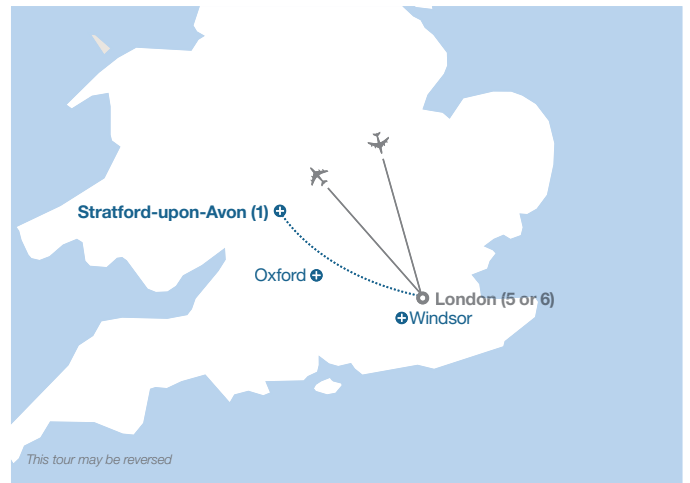 Stratford-upon-Avon (1)
Oxford
London (5 or 6)
Windsor
This tour may be reversed